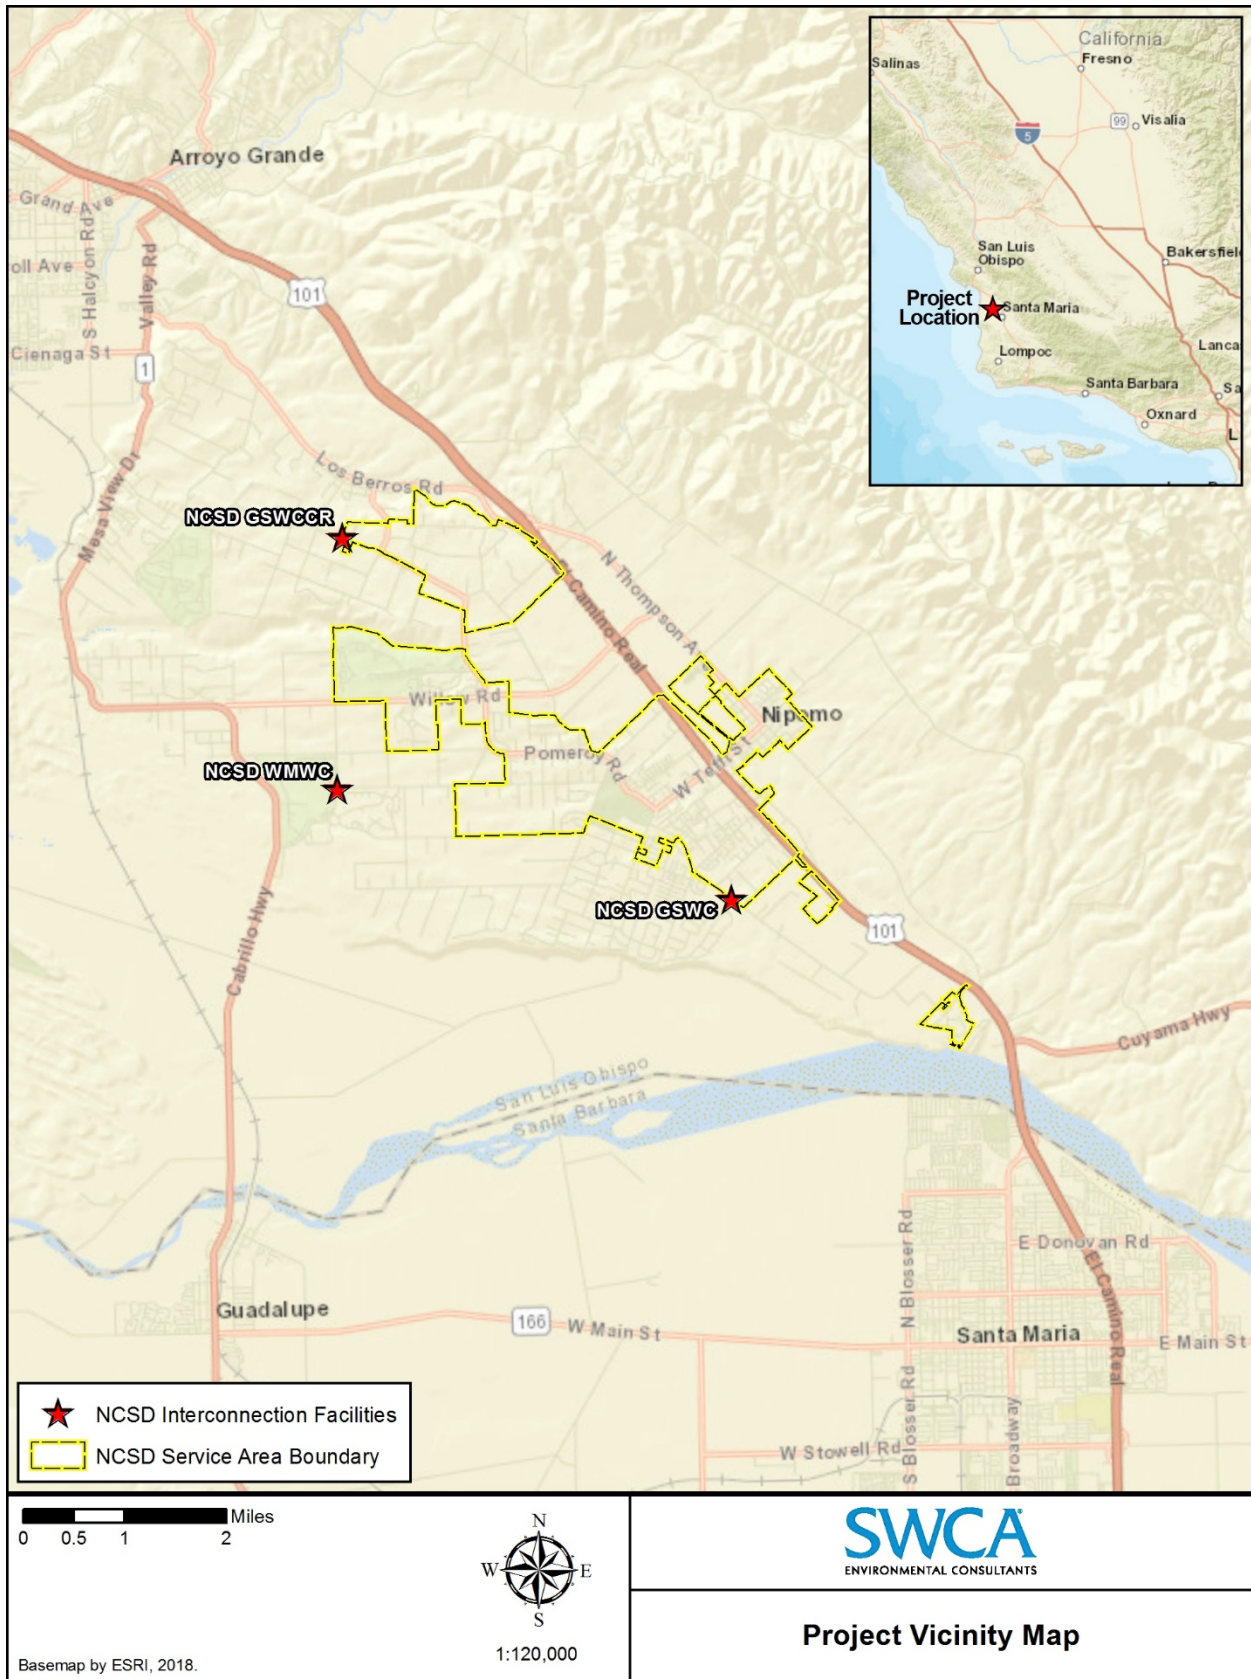 Arroyo Grande
Grand Ave
S Halcyon Rd
Valley Rd
oll Ave
Cienaga St
101
1
Mesa View Dr
Los Berros Rd
NCSD GSWCCR
El Camino Real
N Thompson Ave
Willow Rd
Nipomo
Pomeroy Rd
W Tefft St
NCSD WMWC
NCSD GSWC
Cabrillo Hwy
101
Cuyama Hwy
San Luis Obispo
Santa Barbara
Guadalupe
166
W Main St
N Blosser Rd
E Donovan Rd
El Camino Real
Santa Maria
E Main St
W Stowell Rd
S Blosser Rd
Broadway
California
Salinas
Fresno
99
Visalia
5
San Luis
Obispo
Bakersfiel
Project
Location
Santa Maria
Lompoc
Lanca
Santa Barbara
Sa
Oxnard
L
NCSD Interconnection Facilities
NCSD Service Area Boundary
Miles
0 0.5 1 2
N
W E
S
1:120,000
Basemap by ESRI, 2018.
SWCA
ENVIRONMENTAL CONSULTANTS
Project Vicinity Map